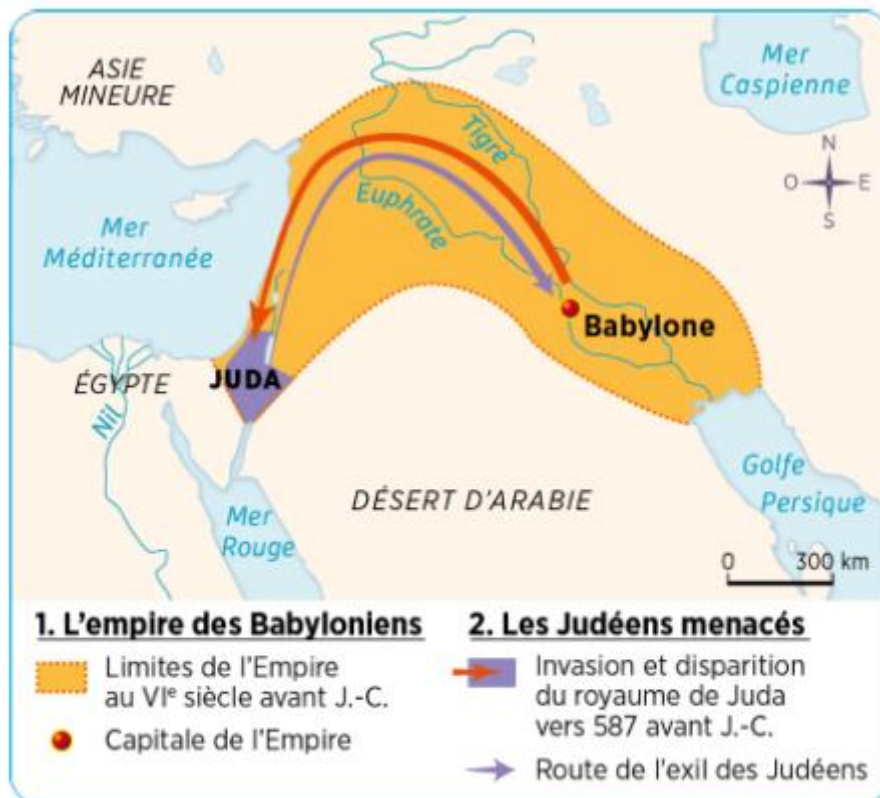 ASIE
MINEURE
Mer
Caspienne
N
O
E
S
Tigre
Euphrate
Mer
Méditerranée
Babylone
JUDA
ÉGYPTE
Nil
Golfe
Persique
DÉSERT D'ARABIE
Mer
Rouge
0 300 km
1. L'empire des Babyloniens
Limites de l'Empire
au VIe siècle avant J.-C.
Capitale de l'Empire
2. Les Judéens menacés
Invasion et disparition
du royaume de Juda
vers 587 avant J.-C.
Route de l'exil des Judéens